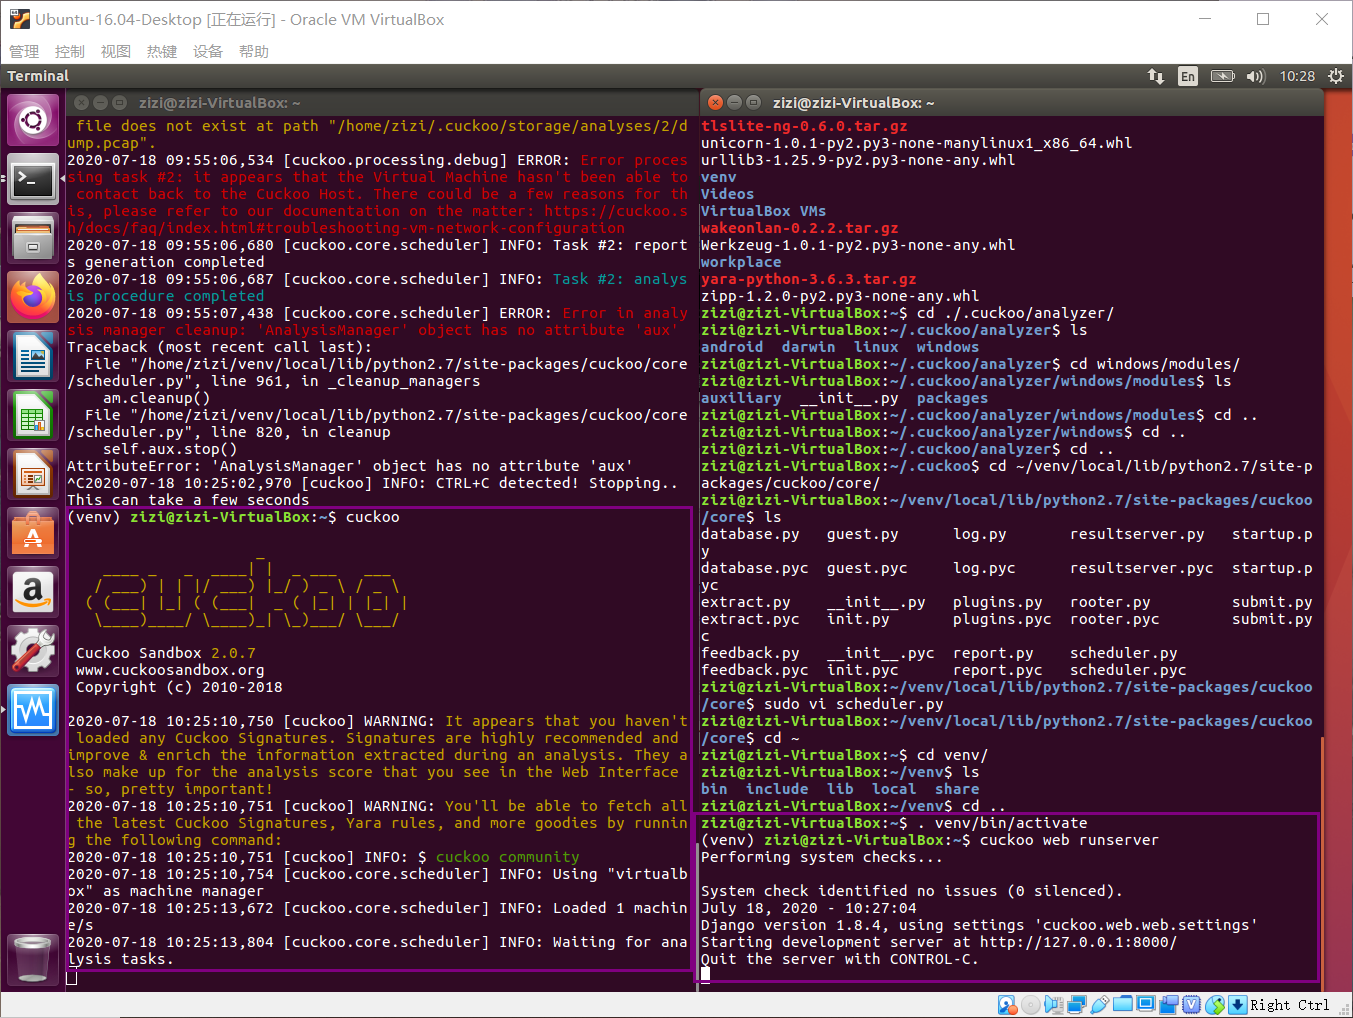 Ubuntu-16.04-Desktop [正在运行] - Oracle VM VirtualBox
管理 控制 视图 热键 设备 帮助
Terminal
En
10:28
zizi@zizi-VirtualBox: ~
 file does not exist at path "/home/zizi/.cuckoo/storage/analyses/2/d
ump.pcap".
2020-07-18 09:55:06,534 [cuckoo.processing.debug] ERROR: Error proces
sing task #2: it appears that the Virtual Machine hasn't been able to
 contact back to the Cuckoo Host. There could be a few reasons for th
is, please refer to our documentation on the matter: https://cuckoo.s
h/docs/faq/index.html#troubleshooting-vm-network-configuration
2020-07-18 09:55:06,680 [cuckoo.core.scheduler] INFO: Task #2: report
s generation completed
2020-07-18 09:55:06,687 [cuckoo.core.scheduler] INFO: Task #2: analys
is procedure completed
2020-07-18 09:55:07,438 [cuckoo.core.scheduler] ERROR: Error in analy
sis manager cleanup: 'AnalysisManager' object has no attribute 'aux'
Traceback (most recent call last):
  File "/home/zizi/venv/local/lib/python2.7/site-packages/cuckoo/core
/scheduler.py", line 961, in _cleanup_managers
    am.cleanup()
  File "/home/zizi/venv/local/lib/python2.7/site-packages/cuckoo/core
/scheduler.py", line 820, in cleanup
    self.aux.stop()
AttributeError: 'AnalysisManager' object has no attribute 'aux'
^C2020-07-18 10:25:02,970 [cuckoo] INFO: CTRL+C detected! Stopping..
This can take a few seconds
(venv) zizi@zizi-VirtualBox:~$ cuckoo
cuckoo
Cuckoo Sandbox 2.0.7
www.cuckoosandbox.org
Copyright (c) 2010-2018
2020-07-18 10:25:10,750 [cuckoo] WARNING: It appears that you haven't
 loaded any Cuckoo Signatures. Signatures are highly recommended and
improve & enrich the information extracted during an analysis. They a
lso make up for the analysis score that you see in the Web Interface
- so, pretty important!
2020-07-18 10:25:10,751 [cuckoo] WARNING: You'll be able to fetch all
 the latest Cuckoo Signatures, Yara rules, and more goodies by runnin
g the following command:
2020-07-18 10:25:10,751 [cuckoo] INFO: $ cuckoo community
2020-07-18 10:25:10,754 [cuckoo.core.scheduler] INFO: Using "virtualb
ox" as machine manager
2020-07-18 10:25:13,672 [cuckoo.core.scheduler] INFO: Loaded 1 machin
e/s
2020-07-18 10:25:13,804 [cuckoo.core.scheduler] INFO: Waiting for ana
lysis tasks.
zizi@zizi-VirtualBox: ~
tlslite-ng-0.6.0.tar.gz
unicorn-1.0.1-py2.py3-none-manylinux1_x86_64.whl
urllib3-1.25.9-py2.py3-none-any.whl
venv
Videos
VirtualBox VMs
wakeonlan-0.2.2.tar.gz
Werkzeug-1.0.1-py2.py3-none-any.whl
workplace
yara-python-3.6.3.tar.gz
zipp-1.2.0-py2.py3-none-any.whl
zizi@zizi-VirtualBox:~$ cd ./.cuckoo/analyzer/
zizi@zizi-VirtualBox:~/.cuckoo/analyzer$ ls
android  darwin  linux  windows
zizi@zizi-VirtualBox:~/.cuckoo/analyzer$ cd windows/modules/
zizi@zizi-VirtualBox:~/.cuckoo/analyzer/windows/modules$ ls
auxiliary  __init__.py  packages
zizi@zizi-VirtualBox:~/.cuckoo/analyzer/windows/modules$ cd ..
zizi@zizi-VirtualBox:~/.cuckoo/analyzer/windows$ cd ..
zizi@zizi-VirtualBox:~/.cuckoo/analyzer$ cd ..
zizi@zizi-VirtualBox:~/.cuckoo$ cd ~/venv/local/lib/python2.7/site-p
ackages/cuckoo/core/
zizi@zizi-VirtualBox:~/venv/local/lib/python2.7/site-packages/cuckoo
/core$ ls
database.py   guest.py      log.py       resultserver.py   startup.p
y
database.pyc  guest.pyc     log.pyc      resultserver.pyc  startup.p
yc
extract.py    __init__.py   plugins.py   rooter.py         submit.py
extract.pyc   init.py       plugins.pyc  rooter.pyc        submit.py
c
feedback.py   __init__.pyc  report.py    scheduler.py
feedback.pyc  init.pyc      report.pyc   scheduler.pyc
zizi@zizi-VirtualBox:~/venv/local/lib/python2.7/site-packages/cuckoo
/core$ sudo vi scheduler.py
zizi@zizi-VirtualBox:~/venv/local/lib/python2.7/site-packages/cuckoo
/core$ cd ~
zizi@zizi-VirtualBox:~$ cd venv/
zizi@zizi-VirtualBox:~/venv$ ls
bin  include  lib  local  share
zizi@zizi-VirtualBox:~/venv$ cd ..
zizi@zizi-VirtualBox:~$ . venv/bin/activate
(venv) zizi@zizi-VirtualBox:~$ cuckoo web runserver
Performing system checks...
System check identified no issues (0 silenced).
July 18, 2020 - 10:27:04
Django version 1.8.4, using settings 'cuckoo.web.web.settings'
Starting development server at http://127.0.0.1:8000/
Quit the server with CONTROL-C.
Right Ctrl